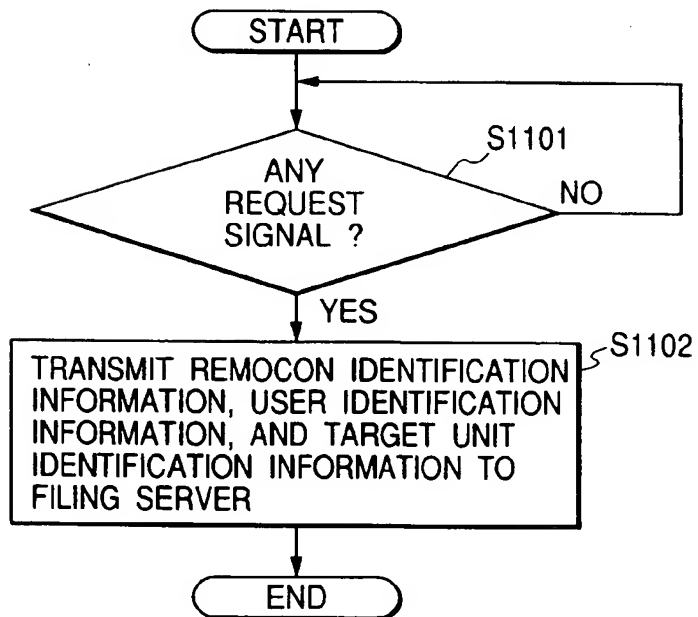 START
S1101
ANY
REQUEST
SIGNAL ?
NO
YES
S1102
TRANSMIT REMOCON IDENTIFICATION
INFORMATION, USER IDENTIFICATION
INFORMATION, AND TARGET UNIT
IDENTIFICATION INFORMATION TO
FILING SERVER
END